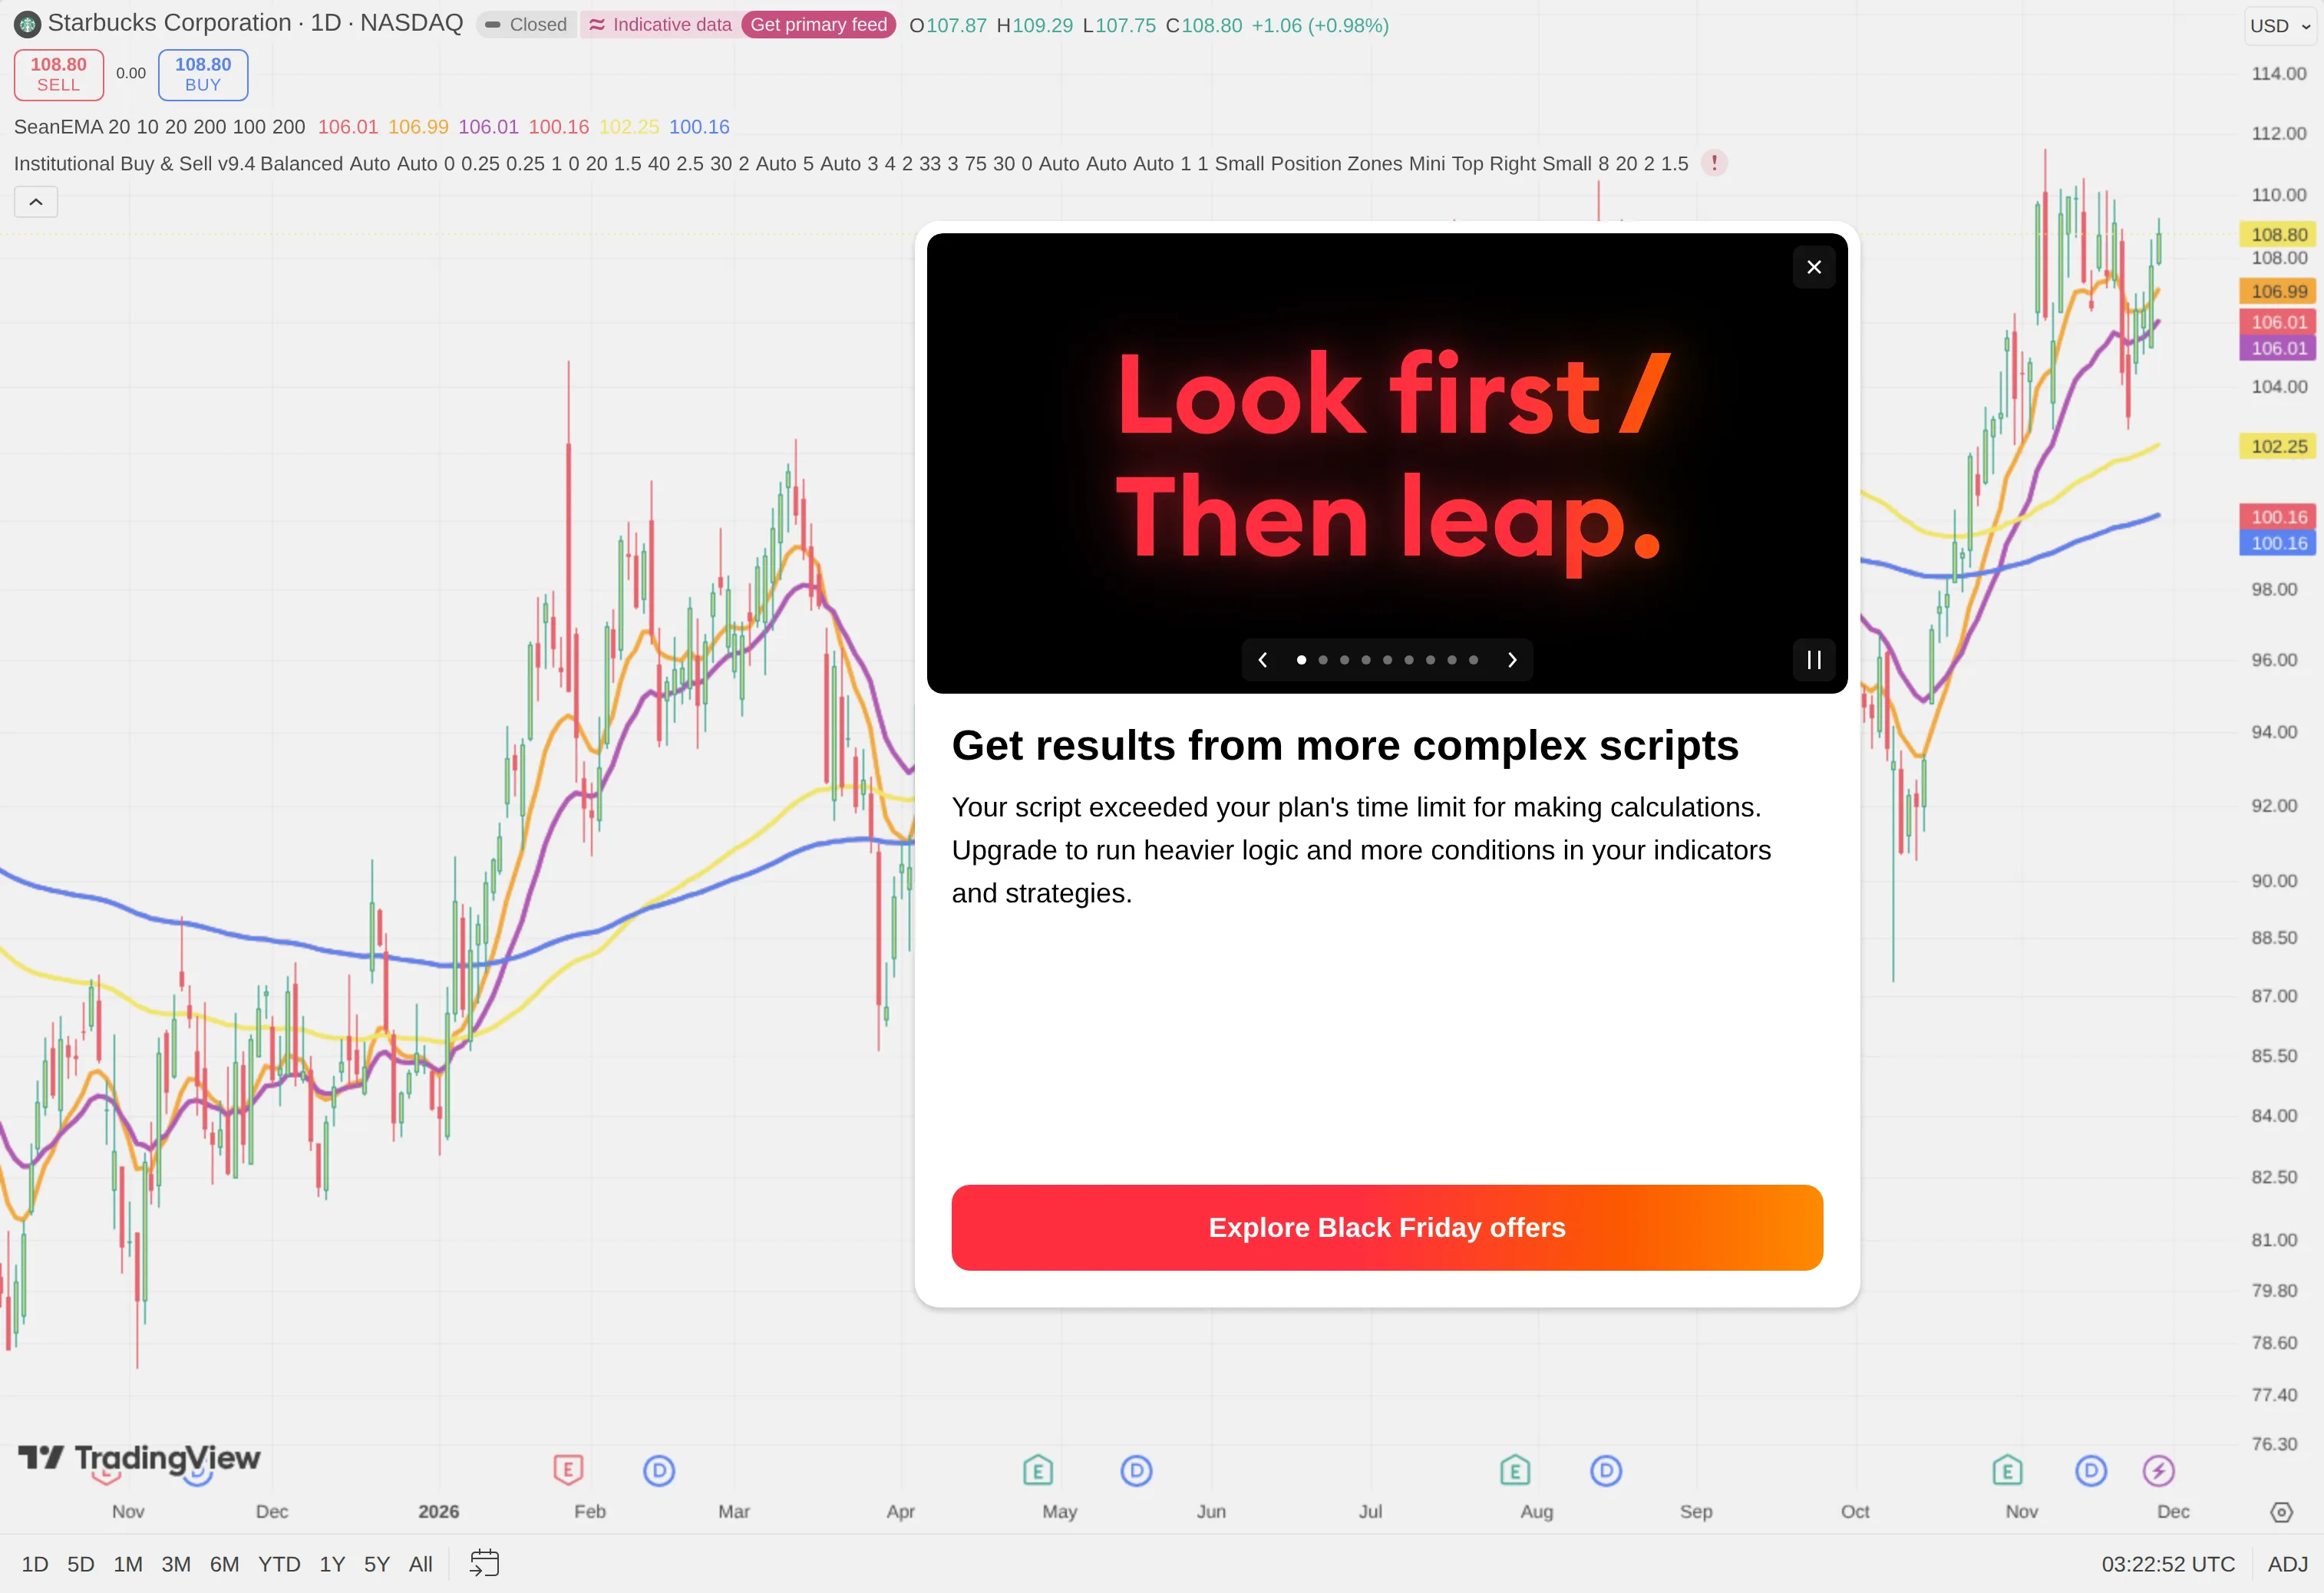 Starbucks Corporation · 1D · NASDAQ Closed Indicative data Get primary feed O107.87 H109.29 L107.75 C108.80 +1.06 (+0.98%)
USD
108.80 SELL
0.00
108.80 BUY
SeanEMA 20 10 20 200 100 200 106.01 106.99 106.01 100.16 102.25 100.16
Institutional Buy & Sell v9.4 Balanced Auto Auto 0 0.25 0.25 1 0 20 1.5 40 2.5 30 2 Auto 5 Auto 3 4 2 33 3 75 30 0 Auto Auto Auto 1 1 Small Position Zones Mini Top Right Small 8 20 2 1.5 !
114.00
112.00
110.00
108.80
108.00
106.99
106.01
106.01
104.00
102.25
100.16
100.16
98.00
96.00
94.00
92.00
90.00
88.50
87.00
85.50
84.00
82.50
81.00
79.80
78.60
77.40
76.30
Look first /
Then leap.
Get results from more complex scripts
Your script exceeded your plan's time limit for making calculations.
Upgrade to run heavier logic and more conditions in your indicators
and strategies.
Explore Black Friday offers
TradingView
E D E D E D E D
Nov Dec 2026 Feb Mar Apr May Jun Jul Aug Sep Oct Nov Dec
1D 5D 1M 3M 6M YTD 1Y 5Y All
03:22:52 UTC ADJ